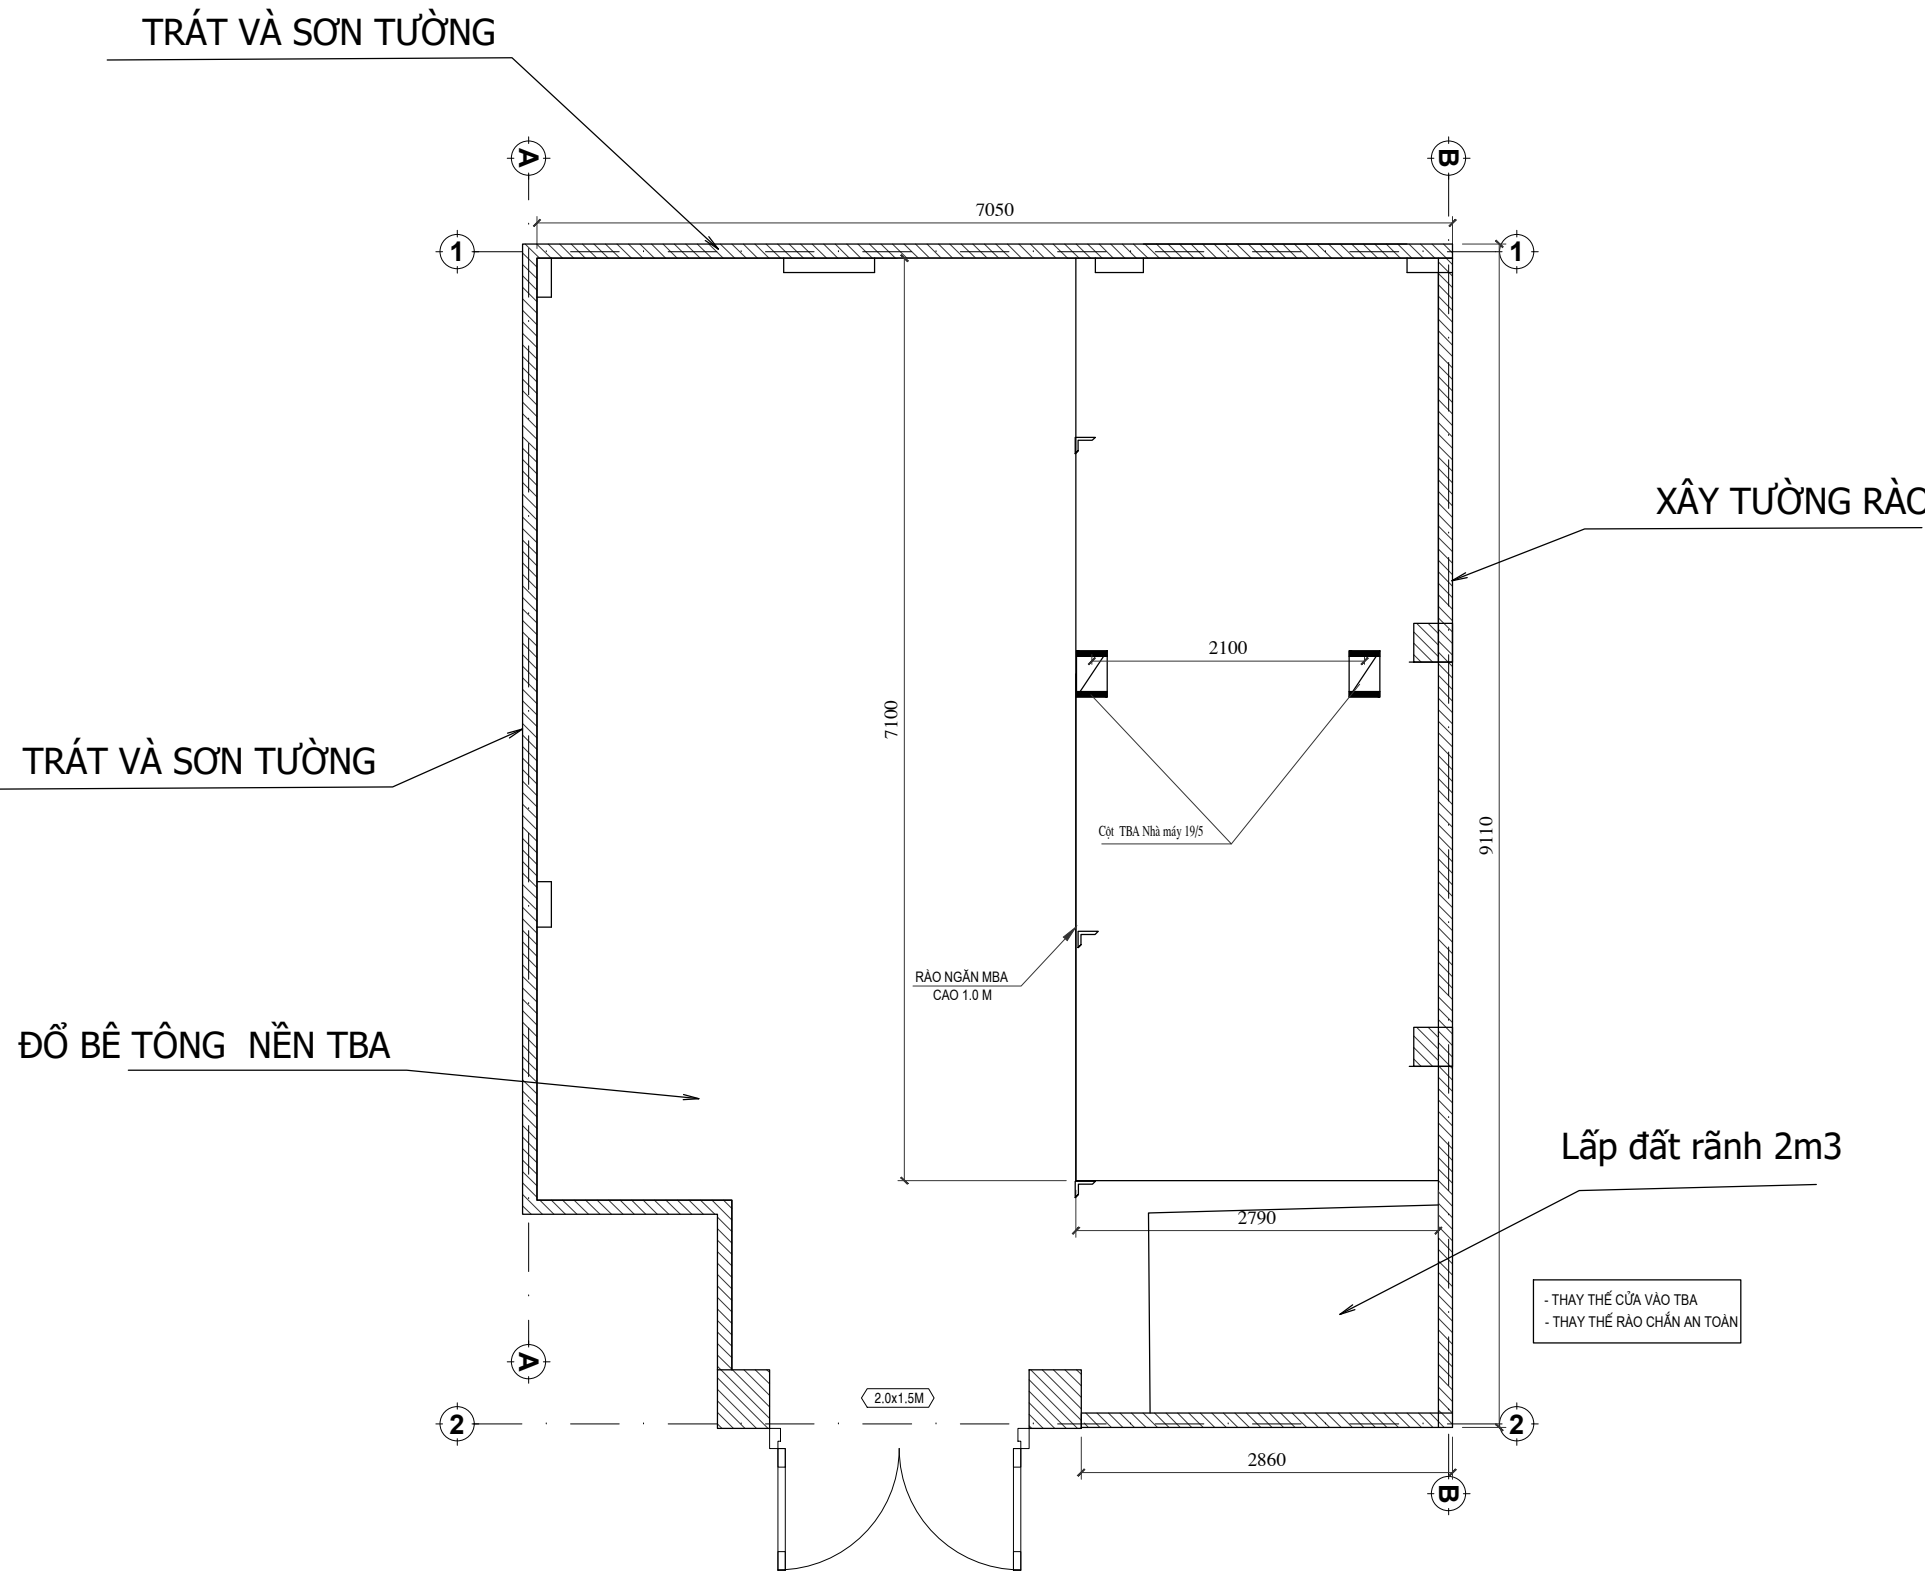 TRÁT VÀ SƠN TƯỜNG
A
B
7050
1
1
XÂY TƯỜNG RÀO
2100
7100
TRÁT VÀ SƠN TƯỜNG
Cột TBA Nhà máy 19/5
9110
RÀO NGĂN MBA
CAO 1.0 M
ĐỔ BÊ TÔNG NỀN TBA
Lấp đất rãnh 2m3
2790
- THAY THẾ CỬA VÀO TBA
- THAY THẾ RÀO CHẮN AN TOÀN
A
2.0x1.5M
2
2
2860
B